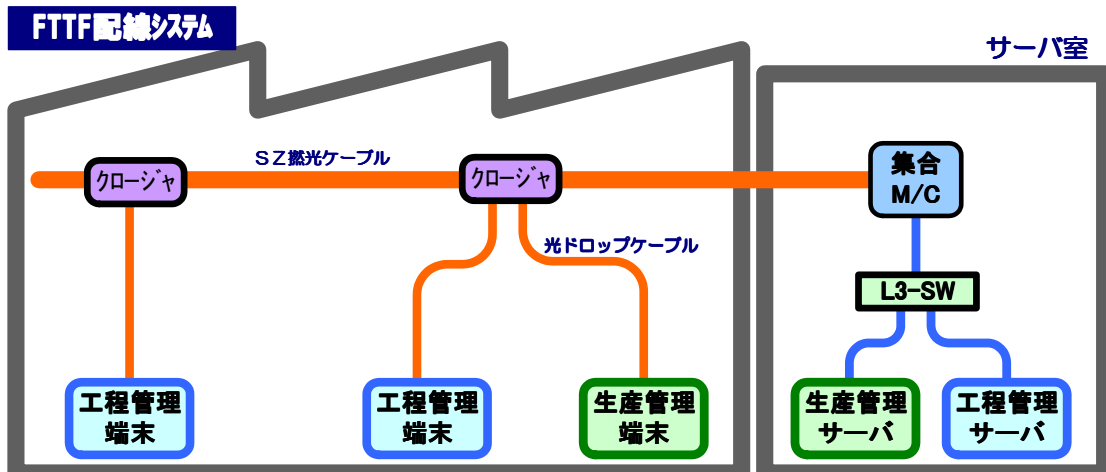 FTTF配線システム
サーバ室
SZ撚光ケーブル
クロージャ
クロージャ
集合
M/C
光ドロップケーブル
L3-SW
工程管理
端末
工程管理
端末
生産管理
端末
生産管理
サーバ
工程管理
サーバ